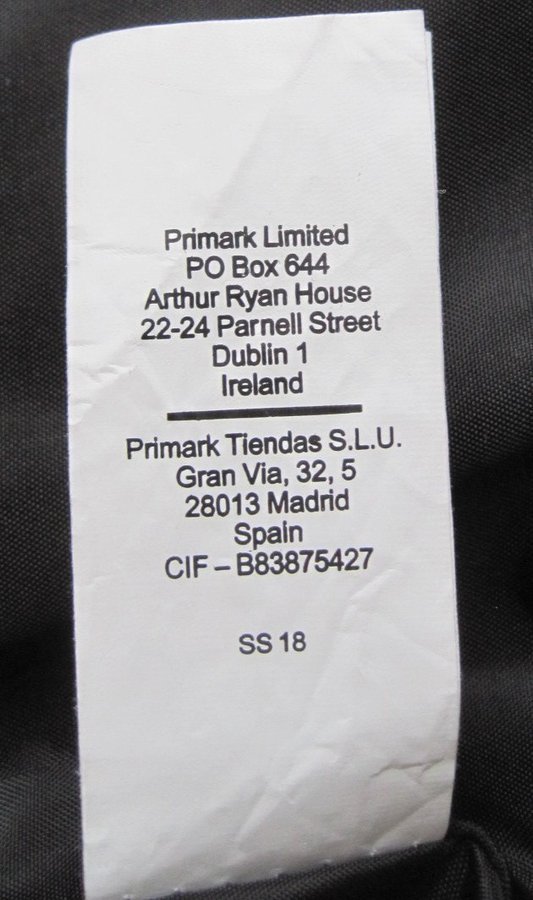 Primark Limited
PO Box 644
Arthur Ryan House
22-24 Parnell Street
Dublin 1
Ireland
Primark Tiendas S.L.U.
Gran Via, 32, 5
28013 Madrid
Spain
CIF – B83875427
SS 18